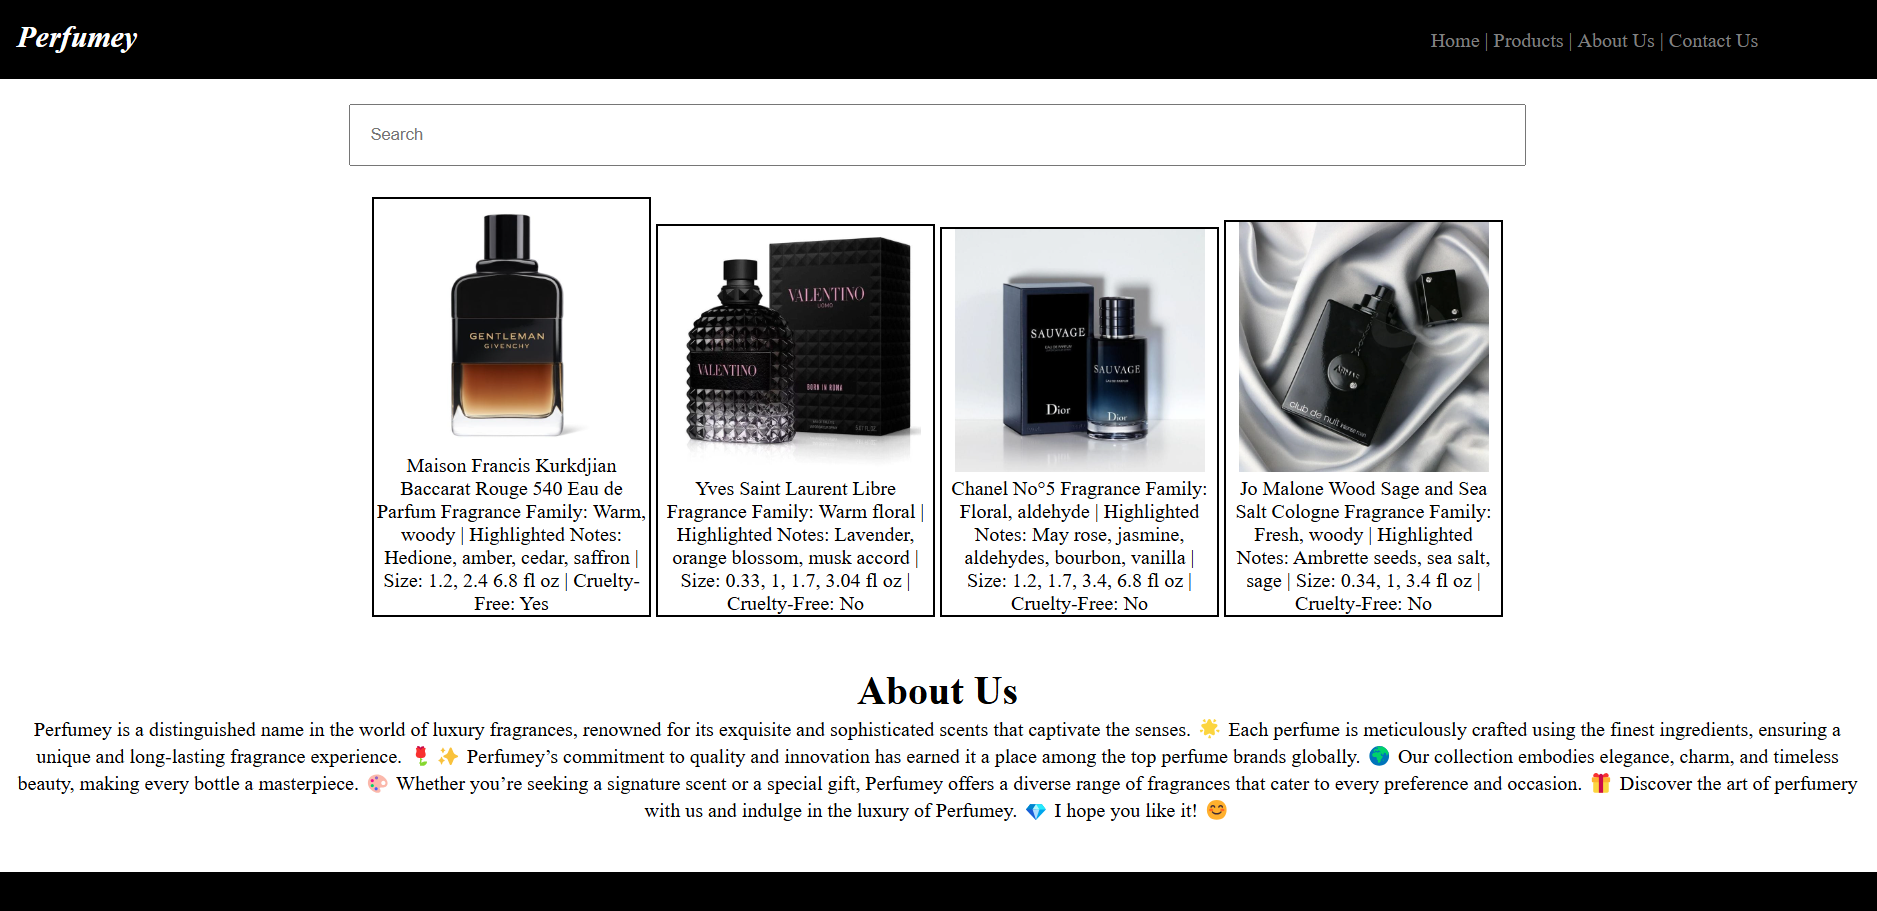 Perfumey
Home | Products | About Us | Contact Us
Search
GENTLEMAN
GIVENCHY
Maison Francis Kurkdjian
Baccarat Rouge 540 Eau de
Parfum Fragrance Family: Warm,
woody | Highlighted Notes:
Hedione, amber, cedar, saffron |
Size: 1.2, 2.4 6.8 fl oz | Cruelty-
Free: Yes
VALENTINO
UOMO
VALENTINO
BORN IN ROMA
Yves Saint Laurent Libre
Fragrance Family: Warm floral |
Highlighted Notes: Lavender,
orange blossom, musk accord |
Size: 0.33, 1, 1.7, 3.04 fl oz |
Cruelty-Free: No
SAUVAGE
EAU DE PARFUM
Dior
SAUVAGE
EAU DE PARFUM
Dior
Chanel No°5 Fragrance Family:
Floral, aldehyde | Highlighted
Notes: May rose, jasmine,
aldehydes, bourbon, vanilla |
Size: 1.2, 1.7, 3.4, 6.8 fl oz |
Cruelty-Free: No
ARMAF
club de nuit intense man
Jo Malone Wood Sage and Sea
Salt Cologne Fragrance Family:
Fresh, woody | Highlighted
Notes: Ambrette seeds, sea salt,
sage | Size: 0.34, 1, 3.4 fl oz |
Cruelty-Free: No
About Us
Perfumey is a distinguished name in the world of luxury fragrances, renowned for its exquisite and sophisticated scents that captivate the senses. 🌟 Each perfume is meticulously crafted using the finest ingredients, ensuring a
unique and long-lasting fragrance experience. 🌹✨ Perfumey’s commitment to quality and innovation has earned it a place among the top perfume brands globally. 🌍 Our collection embodies elegance, charm, and timeless
beauty, making every bottle a masterpiece. 🎨 Whether you’re seeking a signature scent or a special gift, Perfumey offers a diverse range of fragrances that cater to every preference and occasion. 🎁 Discover the art of perfumery
with us and indulge in the luxury of Perfumey. 💎 I hope you like it! 😊